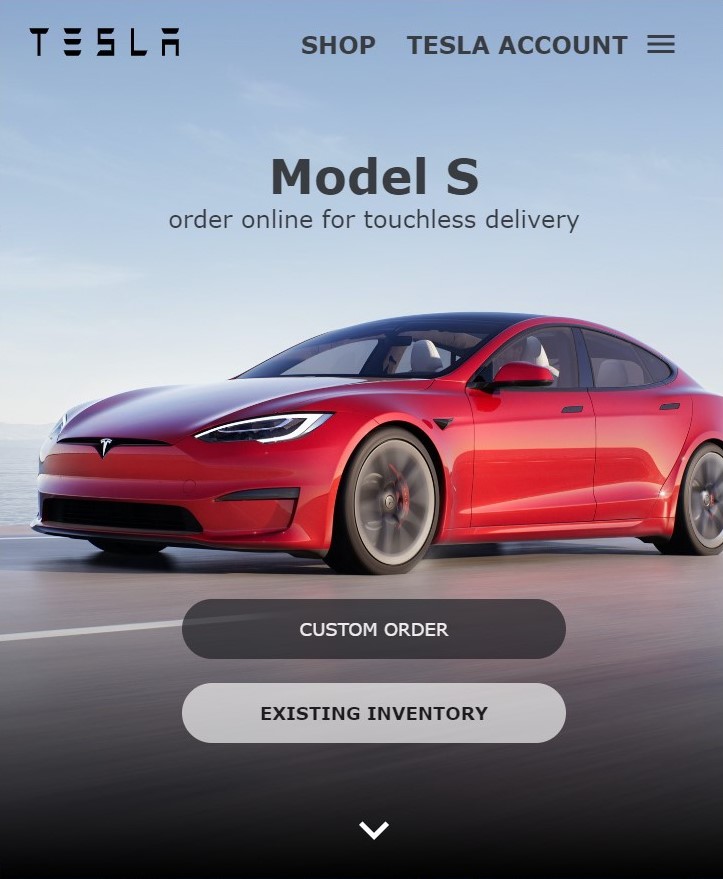 TESLA
SHOP TESLA ACCOUNT
Model S
order online for touchless delivery
CUSTOM ORDER
EXISTING INVENTORY